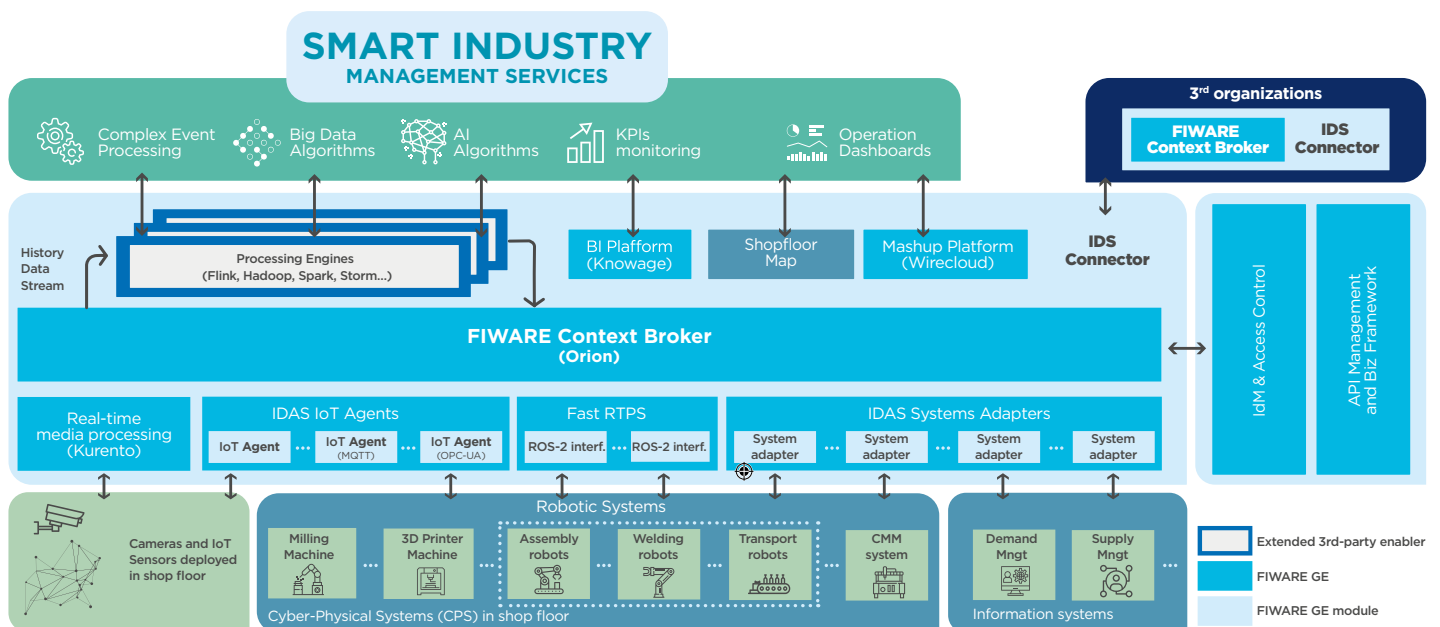 SMART INDUSTRY
MANAGEMENT SERVICES
Complex Event
Processing
Big Data
Algorithms
AI
Algorithms
KPIs
monitoring
Operation
Dashboards
3rd organizations
FIWARE
Context Broker
IDS
Connector
History
Data
Stream
Processing Engines
(Flink, Hadoop, Spark, Storm...)
BI Plafform
(Knowage)
Shopfloor
Map
Mashup Platform
(Wirecloud)
IDS
Connector
FIWARE Context Broker
(Orion)
IdM & Access Control
API Management
and Biz Framework
Real-time
media processing
(Kurento)
IDAS IoT Agents
IoT Agent
...
IoT Agent
(MQTT)
...
IoT Agent
(OPC-UA)
Fast RTPS
ROS-2 interf.
...
ROS-2 interf.
IDAS Systems Adapters
System
adapter
...
System
adapter
...
System
adapter
...
System
adapter
Cameras and IoT
Sensors deployed
in shop floor
Robotic Systems
Milling
Machine
...
3D Printer
Machine
...
Assembly
robots
Welding
robots
Transport
robots
...
CMM
system
Cyber-Physical Systems (CPS) in shop floor
Demand
Mngt
Supply
Mngt
...
Information systems
Extended 3rd-party enabler
FIWARE GE
FIWARE GE module